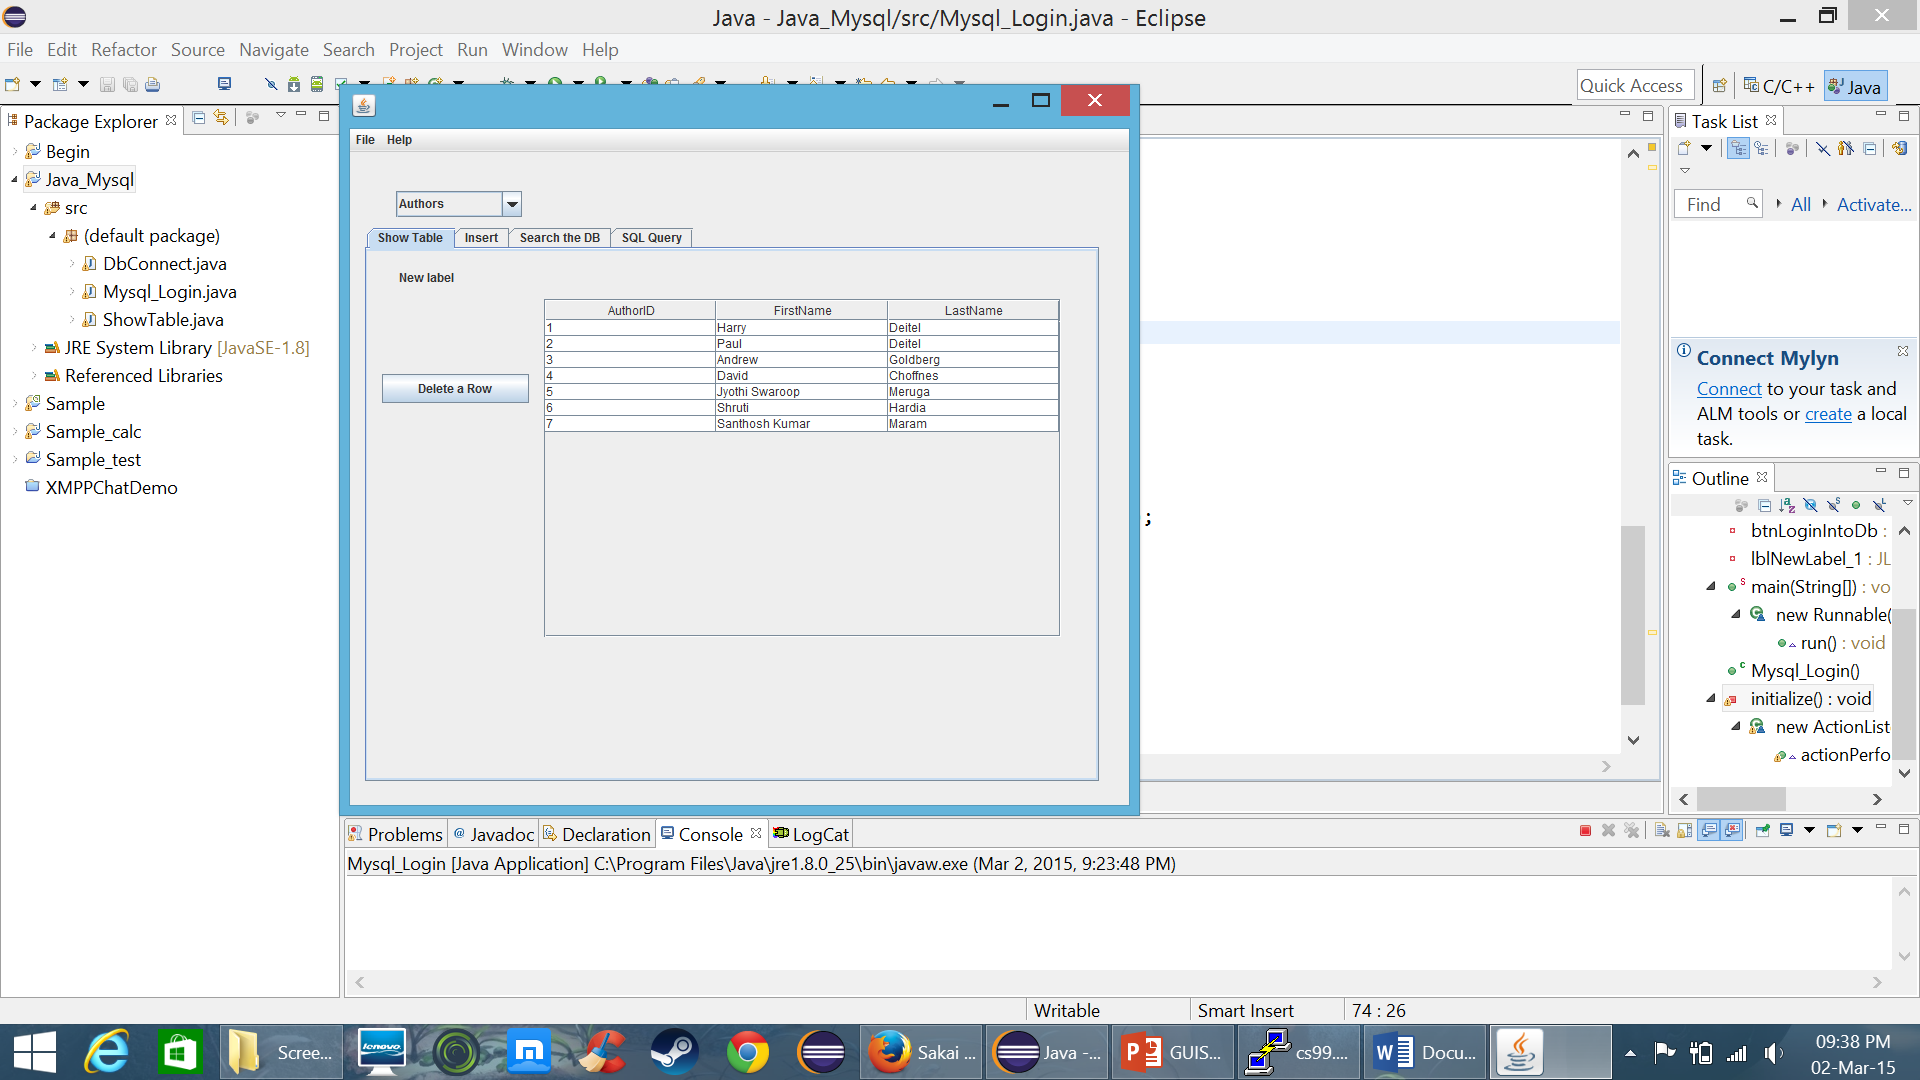 Java - Java_Mysql/src/Mysql_Login.java - Eclipse
File Edit Refactor Source Navigate Search Project Run Window Help
Quick Access C/C++ Java
Package Explorer
Begin
Java_Mysql
src
(default package)
DbConnect.java
Mysql_Login.java
ShowTable.java
JRE System Library [JavaSE-1.8]
Referenced Libraries
Sample
Sample_calc
Sample_test
XMPPChatDemo
File Help
Authors
Show Table Insert Search the DB SQL Query
New label
AuthorID FirstName LastName
1 Harry Deitel
2 Paul Deitel
3 Andrew Goldberg
4 David Choffnes
5 Jyothi Swaroop Meruga
6 Shruti Hardia
7 Santhosh Kumar Maram
Delete a Row
;
Task List
Find All Activate...
Connect Mylyn
Connect to your task and
ALM tools or create a local
task.
Outline
btnLoginIntoDb :
lblNewLabel_1 : JL
main(String[]) : vo
new Runnable(
run() : void
Mysql_Login()
initialize() : void
new ActionList
actionPerfo
Problems @ Javadoc Declaration Console LogCat
Mysql_Login [Java Application] C:\Program Files\Java\jre1.8.0_25\bin\javaw.exe (Mar 2, 2015, 9:23:48 PM)
Writable Smart Insert 74 : 26
Scree... lenovo Sakai ... Java -... GUIS... cs99.... Docu...
09:38 PM
02-Mar-15